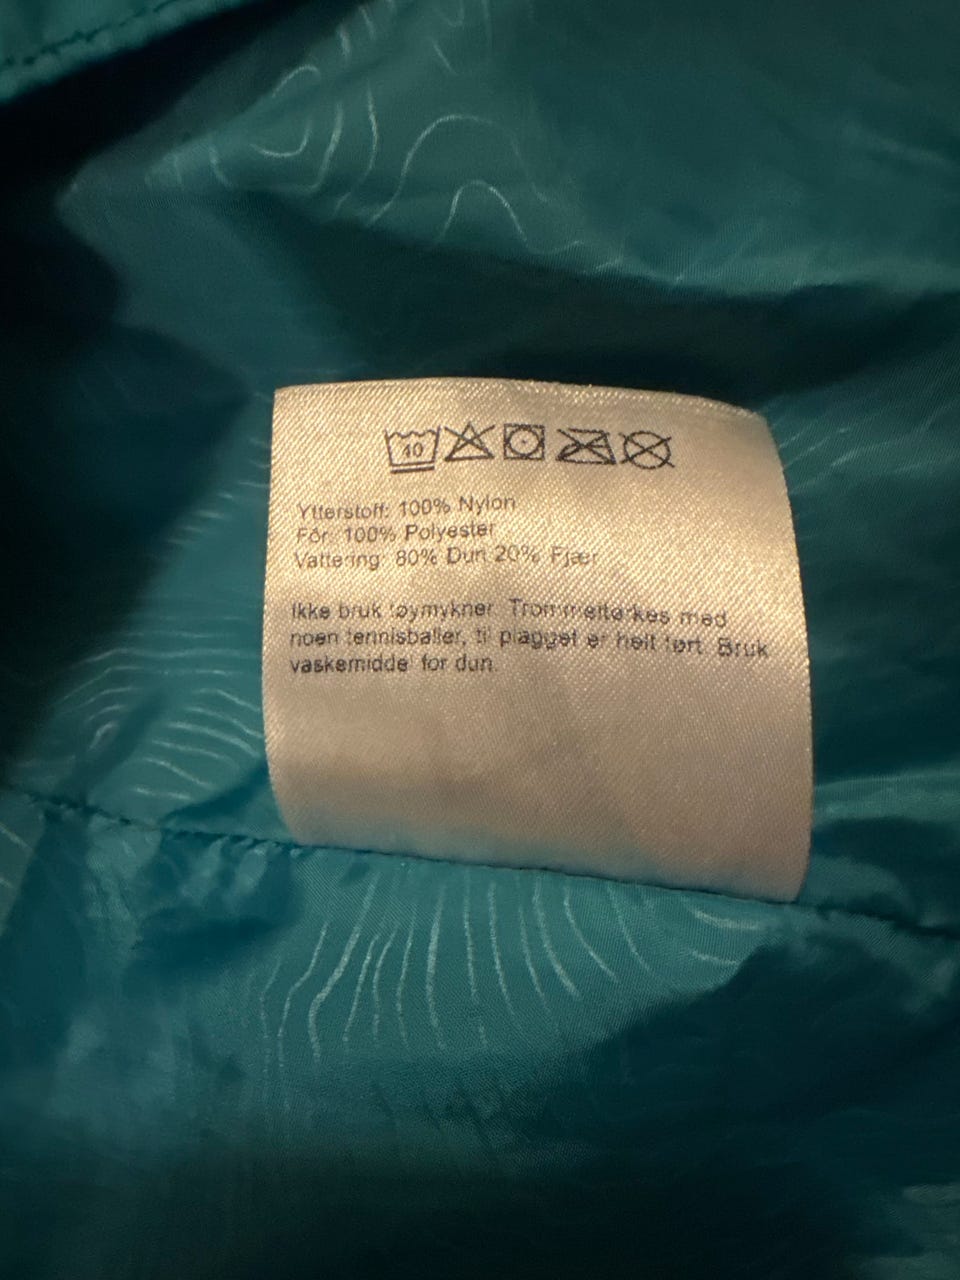 40
Ytterstoff: 100% Nylon
Fôr: 100% Polyester
Vattering: 80% Dun 20% Fjær
Ikke bruk tøymykner. Trommeltørkes med
noen tennisballer, til plagget er helt tørt. Bruk
vaskemiddel for dun.